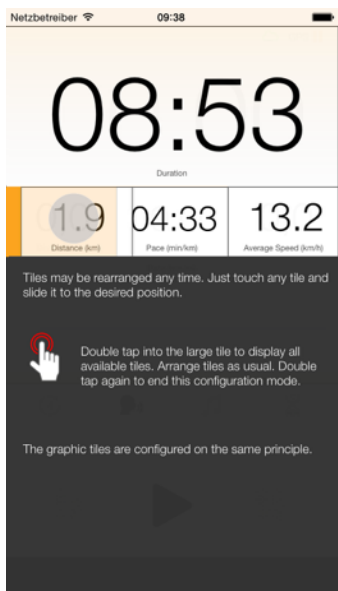 Netzbetreiber 09:38
08:53
Duration
1.9 04:33 13.2
Distance (km) Pace (min/km) Average Speed (km/h)
Tiles may be rearranged any time. Just touch any tile and
slide it to the desired position.
Double tap into the large tile to display all
available tiles. Arrange tiles as usual. Double
tap again to end this configuration mode.
The graphic tiles are configured on the same principle.